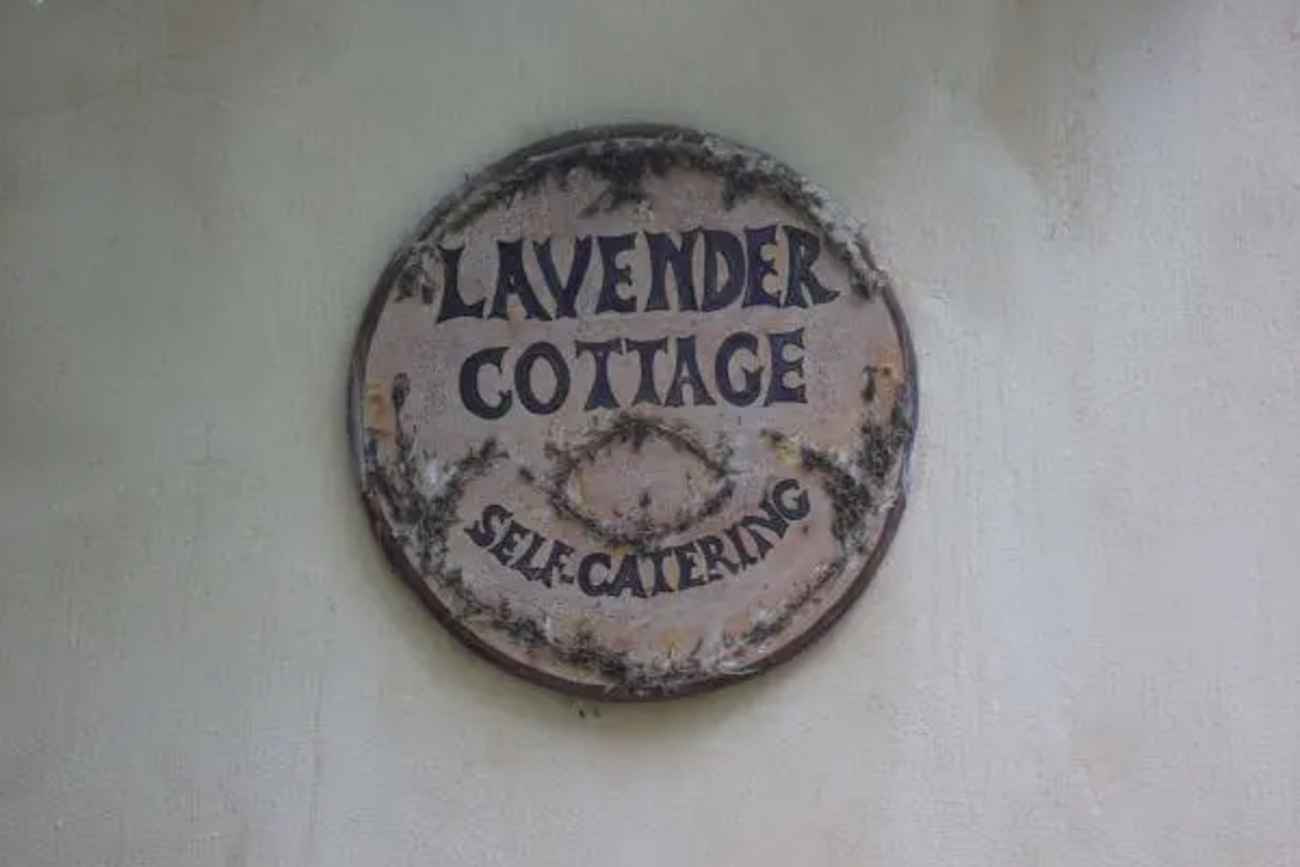 LAVENDER
COTTAGE
SELF-CATERING